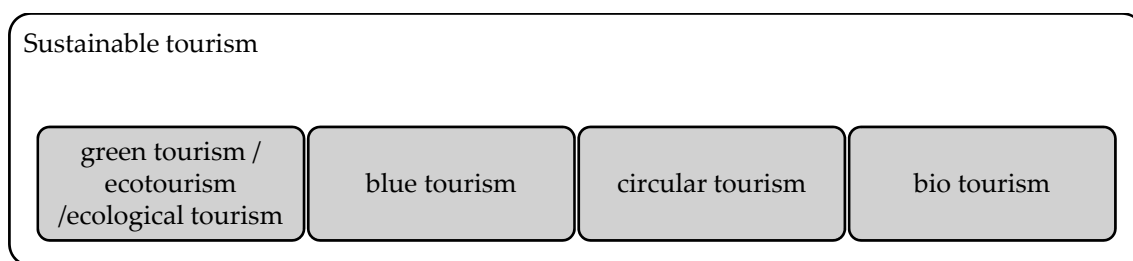 Sustainable tourism
green tourism /
ecotourism
/ecological tourism
blue tourism
circular tourism
bio tourism